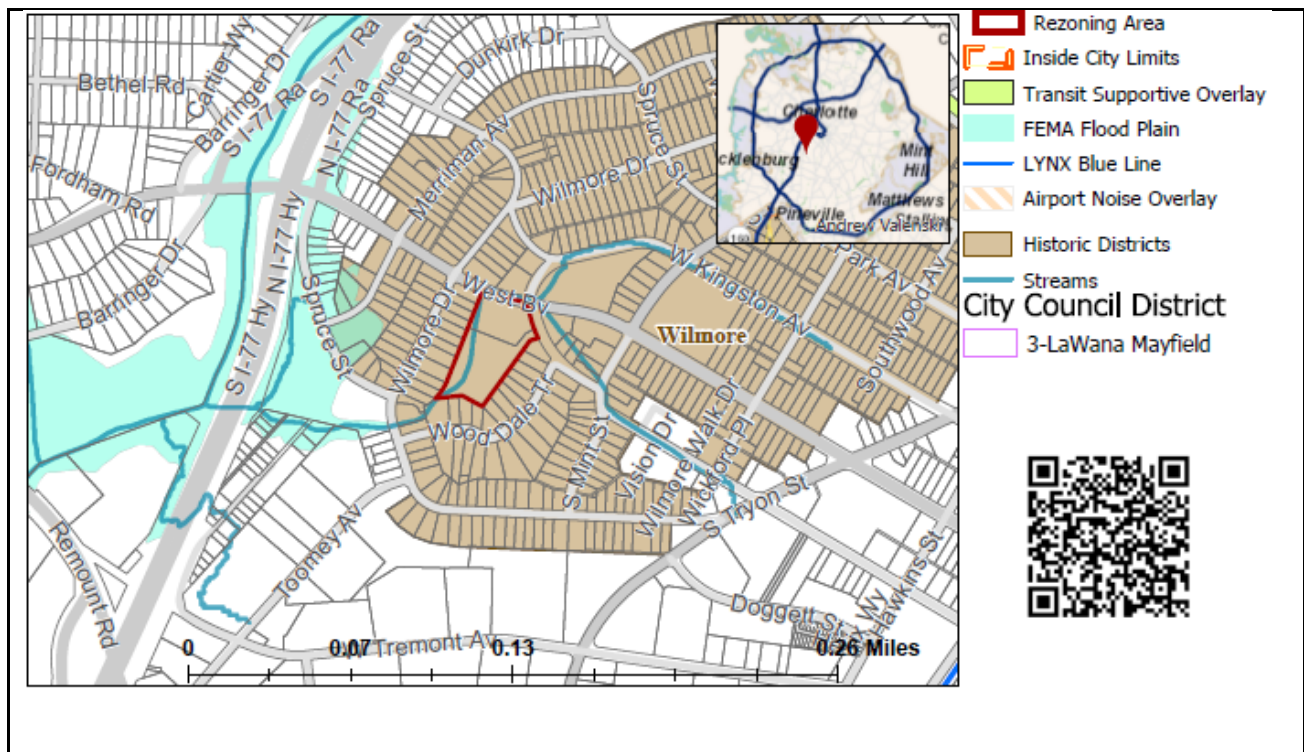 Bethel Rd
Cartier Wy
Barringer Dr
S I-77 Ra
S I-77 Ra
N I-77 Ra
Spruce St
Dunkirk Dr
Spruce St
Merriman Av
Wilmore Dr
Fordham Rd
Barringer Dr
S I-77 Hy
N I-77 Hy
Spruce St
Wilmore Dr
West Bv
W Kingston Av
Park Av
Southwood Av
Wilmore
Wood Dale Tr
S Mint St
Vision Dr
Wilmore Walk Dr
Wickford Pl
S Tryon St
Toomey Av
Remount Rd
Doggett St
Hawkins St
W Tremont Av
0 0.07 0.13 0.26 Miles
Charlotte
cklenburg
Mint
Hill
Matthews
Pineville
Rezoning Area
Inside City Limits
Transit Supportive Overlay
FEMA Flood Plain
LYNX Blue Line
Airport Noise Overlay
Historic Districts
Streams
City Council District
3-LaWana Mayfield